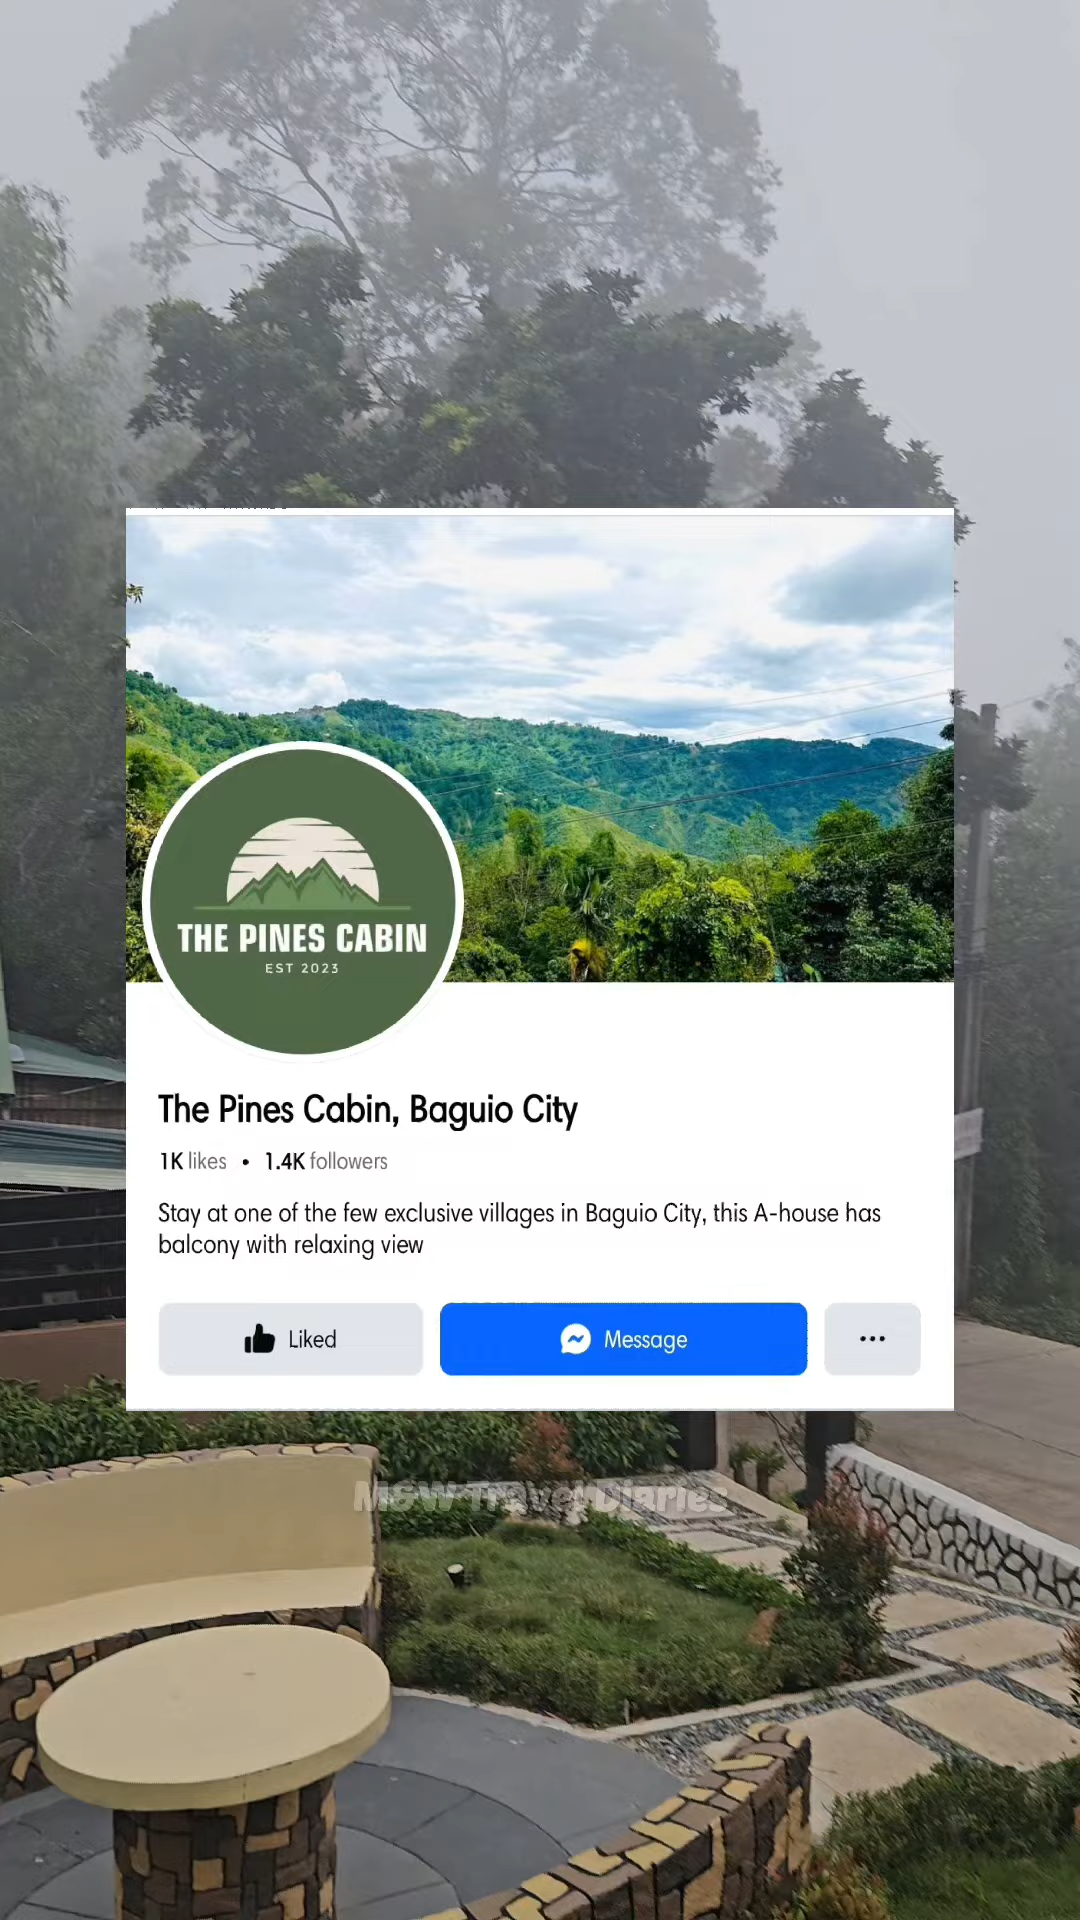 THE PINES CABIN
EST 2023
The Pines Cabin, Baguio City
1K likes • 1.4K followers
Stay at one of the few exclusive villages in Baguio City, this A-house has
balcony with relaxing view
Liked
Message
M&W Travel Diaries